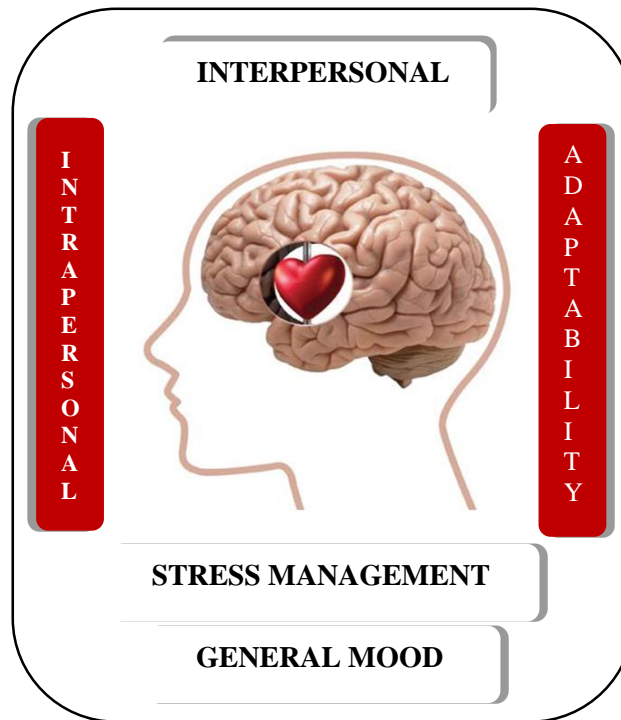 INTERPERSONAL
INTRAPERSONAL
ADAPTABILITY
STRESS MANAGEMENT
GENERAL MOOD